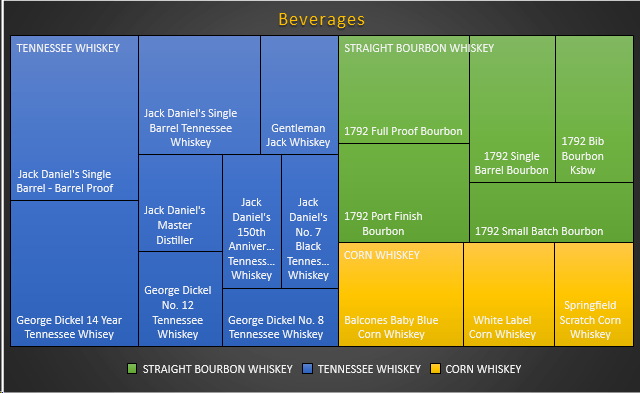 Beverages
TENNESSEE WHISKEY
Jack Daniel's Single
Barrel - Barrel Proof
George Dickel 14 Year
Tennessee Whisey
Jack Daniel's Single
Barrel Tennessee
Whiskey
Gentleman
Jack Whiskey
Jack Daniel's
Master
Distiller
George Dickel
No. 12
Tennessee
Whiskey
Jack
Daniel's
150th
Anniver...
Tenness...
Whiskey
Jack
Daniel's
No. 7
Black
Tennes...
Whiskey
George Dickel No. 8
Tennessee Whiskey
STRAIGHT BOURBON WHISKEY
1792 Full Proof Bourbon
1792 Port Finish
Bourbon
1792 Single
Barrel Bourbon
1792 Bib
Bourbon
Ksbw
1792 Small Batch Bourbon
CORN WHISKEY
Balcones Baby Blue
Corn Whiskey
White Label
Corn Whiskey
Springfield
Scratch Corn
Whiskey
STRAIGHT BOURBON WHISKEY TENNESSEE WHISKEY CORN WHISKEY